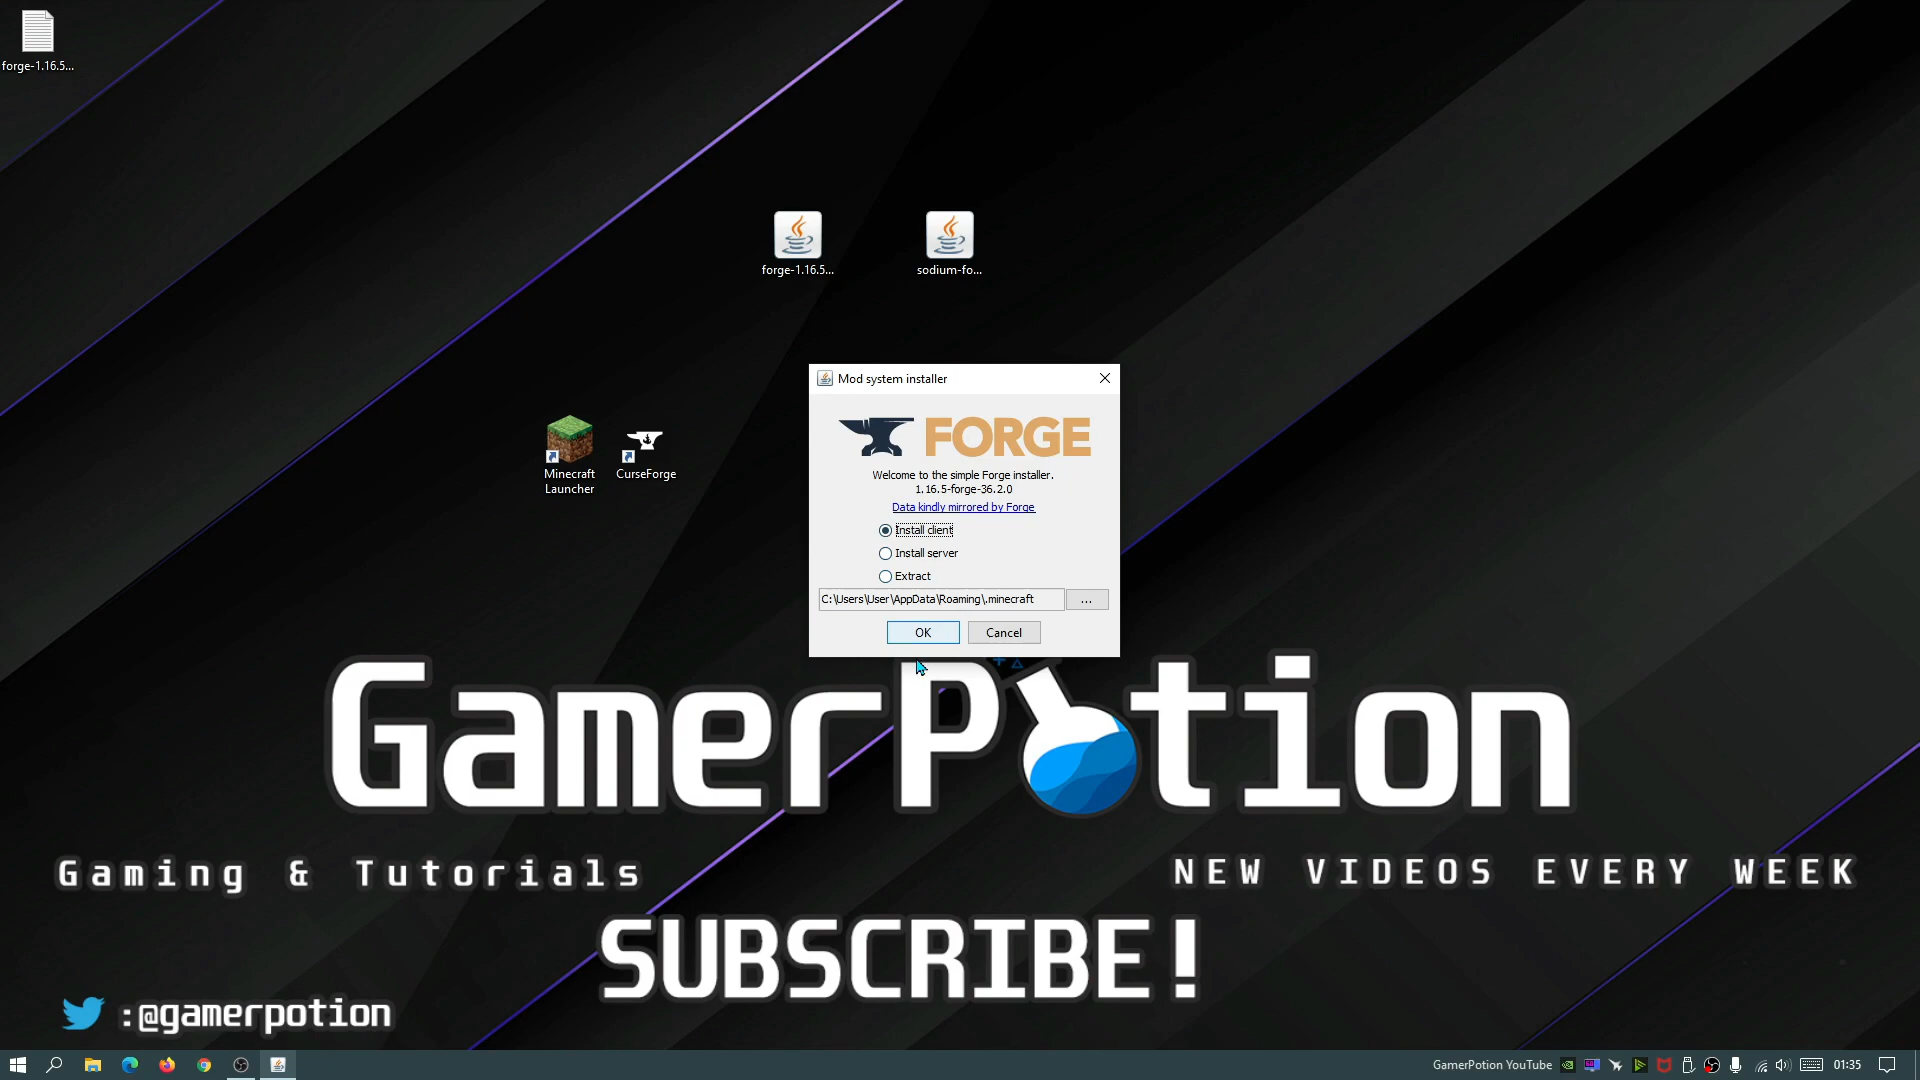 forge-1.16.5...
forge-1.16.5...
sodium-fo...
Minecraft
Launcher
CurseForge
Mod system installer
FORGE
Welcome to the simple Forge installer.
1.16.5-forge-36.2.0
Data kindly mirrored by Forge
Install client
Install server
Extract
C:\Users\User\AppData\Roaming\.minecraft
...
OK
Cancel
GamerPotion
Gaming & Tutorials
NEW VIDEOS EVERY WEEK
SUBSCRIBE!
:@gamerpotion
GamerPotion YouTube
01:35